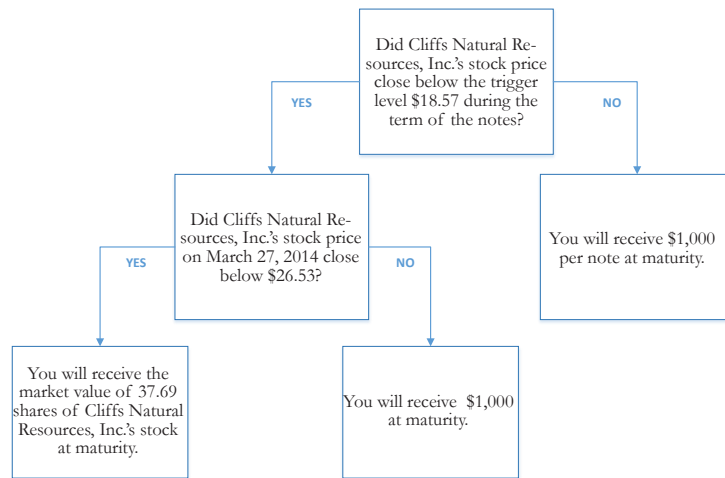 Did Cliffs Natural Re-
sources, Inc.'s stock price
close below the trigger
level $18.57 during the
term of the notes?
YES
NO
Did Cliffs Natural Re-
sources, Inc.'s stock price
on March 27, 2014 close
below $26.53?
You will receive $1,000
per note at maturity.
YES
NO
You will receive the
market value of 37.69
shares of Cliffs Natural
Resources, Inc.'s stock
at maturity.
You will receive $1,000
at maturity.